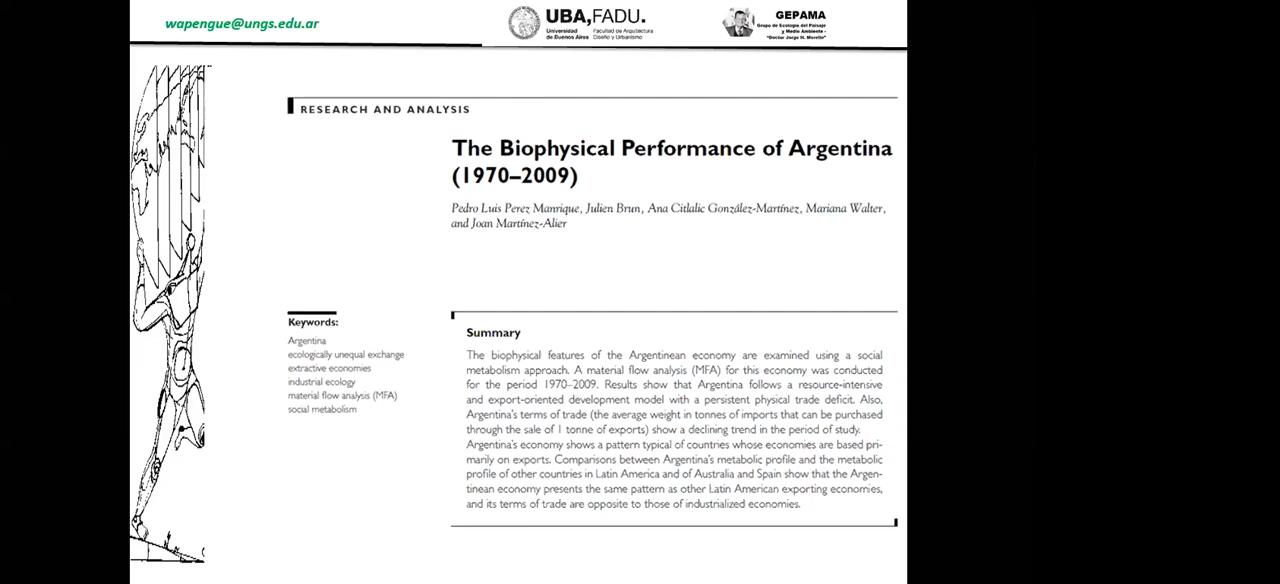 wapengue@ungs.edu.ar
UBA,FADU.
Universidad de Buenos Aires
Facultad de Arquitectura Diseño y Urbanismo
GEPAMA
Grupo de Ecología del Paisaje
y Medio Ambiente -
"Doctor Jorge H. Morello"
RESEARCH AND ANALYSIS
The Biophysical Performance of Argentina
(1970–2009)
Pedro Luis Perez Manrique, Julien Brun, Ana Citlalic González-Martínez, Mariana Walter,
and Joan Martínez-Alier
Keywords:
Argentina
ecologically unequal exchange
extractive economies
industrial ecology
material flow analysis (MFA)
social metabolism
Summary
The biophysical features of the Argentinean economy are examined using a social
metabolism approach. A material flow analysis (MFA) for this economy was conducted
for the period 1970–2009. Results show that Argentina follows a resource-intensive
and export-oriented development model with a persistent physical trade deficit. Also,
Argentina's terms of trade (the average weight in tonnes of imports that can be purchased
through the sale of 1 tonne of exports) show a declining trend in the period of study.
Argentina's economy shows a pattern typical of countries whose economies are based pri-
marily on exports. Comparisons between Argentina's metabolic profile and the metabolic
profile of other countries in Latin America and of Australia and Spain show that the Argen-
tinean economy presents the same pattern as other Latin American exporting economies,
and its terms of trade are opposite to those of industrialized economies.